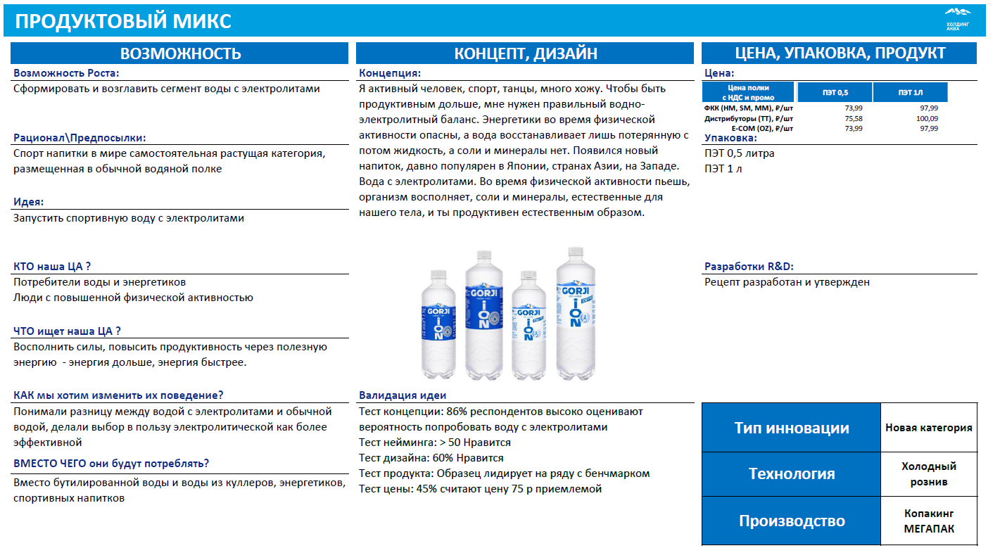 ПРОДУКТОВЫЙ МИКС
ХОЛДИНГ
АКВА
ВОЗМОЖНОСТЬ
Возможность Роста:
Сформировать и возглавить сегмент воды с электролитами
Рационал\Предпосылки:
Спорт напитки в мире самостоятельная растущая категория,
размещенная в обычной водяной полке
Идея:
Запустить спортивную воду с электролитами
КТО наша ЦА ?
Потребители воды и энергетиков
Люди с повышенной физической активностью
ЧТО ищет наша ЦА ?
Восполнить силы, повысить продуктивность через полезную
энергию - энергия дольше, энергия быстрее.
КАК мы хотим изменить их поведение?
Понимали разницу между водой с электролитами и обычной
водой, делали выбор в пользу электролитической как более
эффективной
ВМЕСТО ЧЕГО они будут потреблять?
Вместо бутилированной воды и воды из куллеров, энергетиков,
спортивных напитков
КОНЦЕПТ, ДИЗАЙН
Концепция:
Я активный человек, спорт, танцы, много хожу. Чтобы быть
продуктивным дольше, мне нужен правильный водно-
электролитный баланс. Энергетики во время физической
активности опасны, а вода восстанавливает лишь потерянную с
потом жидкость, а соли и минералы нет. Появился новый
напиток, давно популярен в Японии, странах Азии, на Западе.
Вода с электролитами. Во время физической активности пьешь,
организм восполняет, соли и минералы, естественные для
нашего тела, и ты продуктивен естественным образом.
GORJI
iON
GORJI
iON
GORJI
zero
iON
GORJI
zero
iON
Валидация идеи
Тест концепции: 86% респондентов высоко оценивают
вероятность попробовать воду с электролитами
Тест нейминга: > 50 Нравится
Тест дизайна: 60% Нравится
Тест продукта: Образец лидирует на ряду с бенчмарком
Тест цены: 45% считают цену 75 р приемлемой
ЦЕНА, УПАКОВКА, ПРОДУКТ
Цена:
Цена полки
с НДС и промо
ПЭТ 0,5 ПЭТ 1Л
ФКК (HM, SM, MM), ₽/шт 73,99 97,99
Дистрибуторы (ТТ), ₽/шт 75,58 100,09
E-COM (OZ), ₽/шт 73,99 97,99
Упаковка:
ПЭТ 0,5 литра
ПЭТ 1 л
Разработки R&D:
Рецепт разработан и утвержден
Тип инновации Новая категория
Технология Холодный
рознив
Производство Копакинг
МЕГАПАК